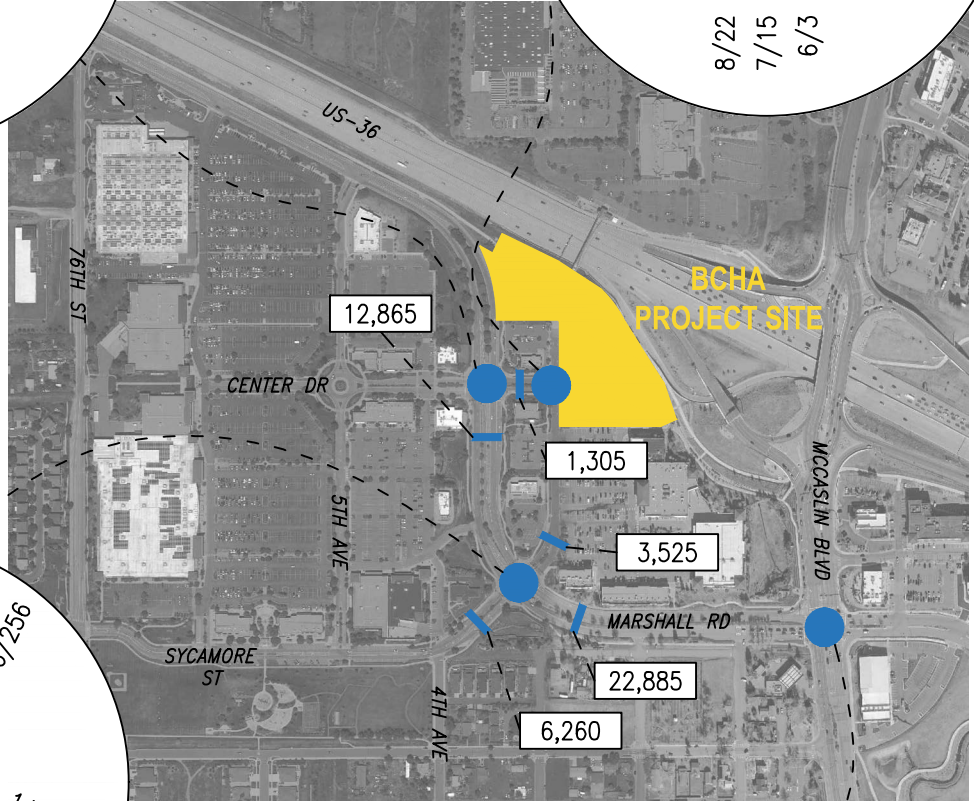 8/22
7/15
6/3
US-36
76TH ST
BCHA
PROJECT SITE
12,865
CENTER DR
1,305
MCCASLIN BLVD
5TH AVE
3,525
MARSHALL RD
SYCAMORE
ST
22,885
4TH AVE
6,260